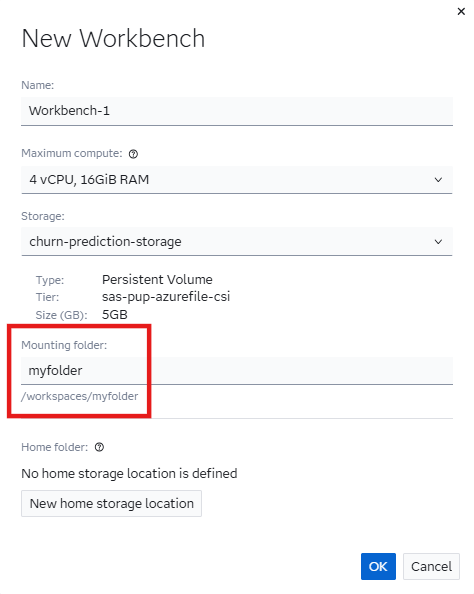 New Workbench
Name:
Workbench-1
Maximum compute:
4 vCPU, 16GiB RAM
Storage:
churn-prediction-storage
Type: Persistent Volume
Tier: sas-pup-azurefile-csi
Size (GB): 5GB
Mounting folder:
myfolder
/workspaces/myfolder
Home folder:
No home storage location is defined
New home storage location
OK Cancel